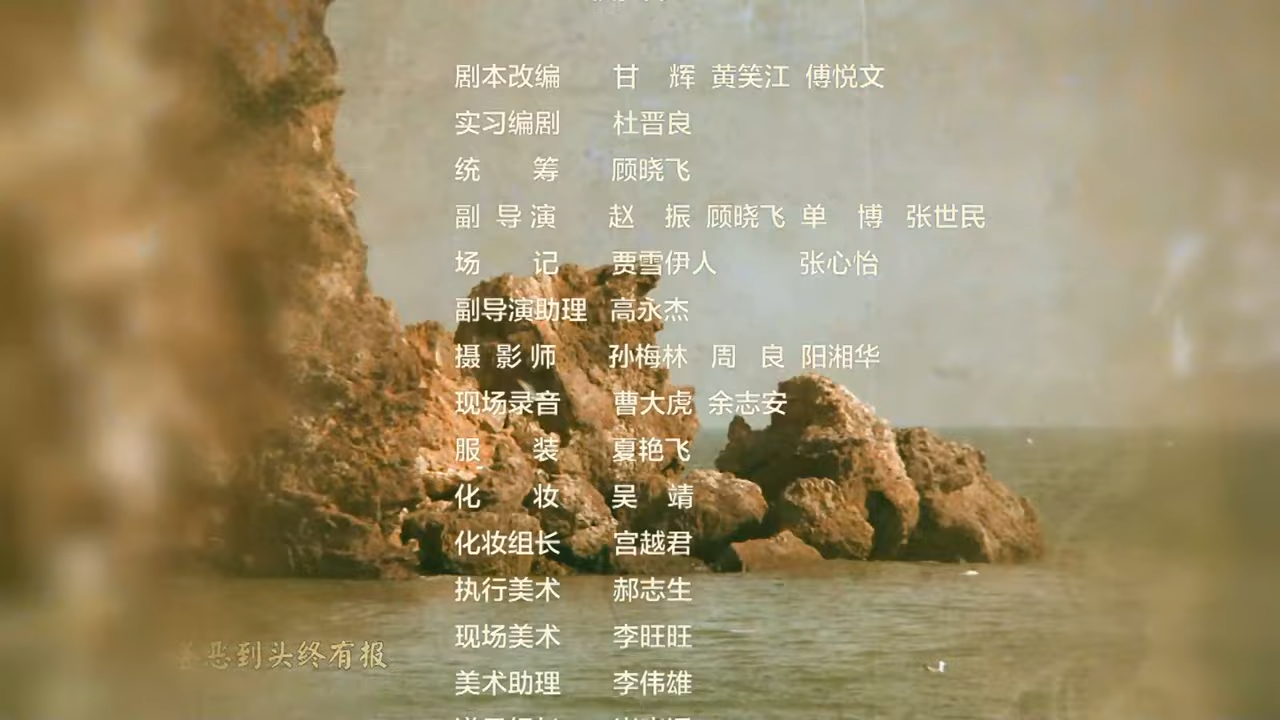 剧本改编 甘 辉 黄笑江 傅悦文
实习编剧 杜晋良
统 筹 顾晓飞
副 导 演 赵 振 顾晓飞 单 博 张世民
场 记 贾雪伊人 张心怡
副导演助理 高永杰
摄 影 师 孙梅林 周 良 阳湘华
现场录音 曹大虎 余志安
服 装 夏艳飞
化 妆 吴 靖
化妆组长 宫越君
执行美术 郝志生
现场美术 李旺旺
善恶到头终有报
美术助理 李伟雄